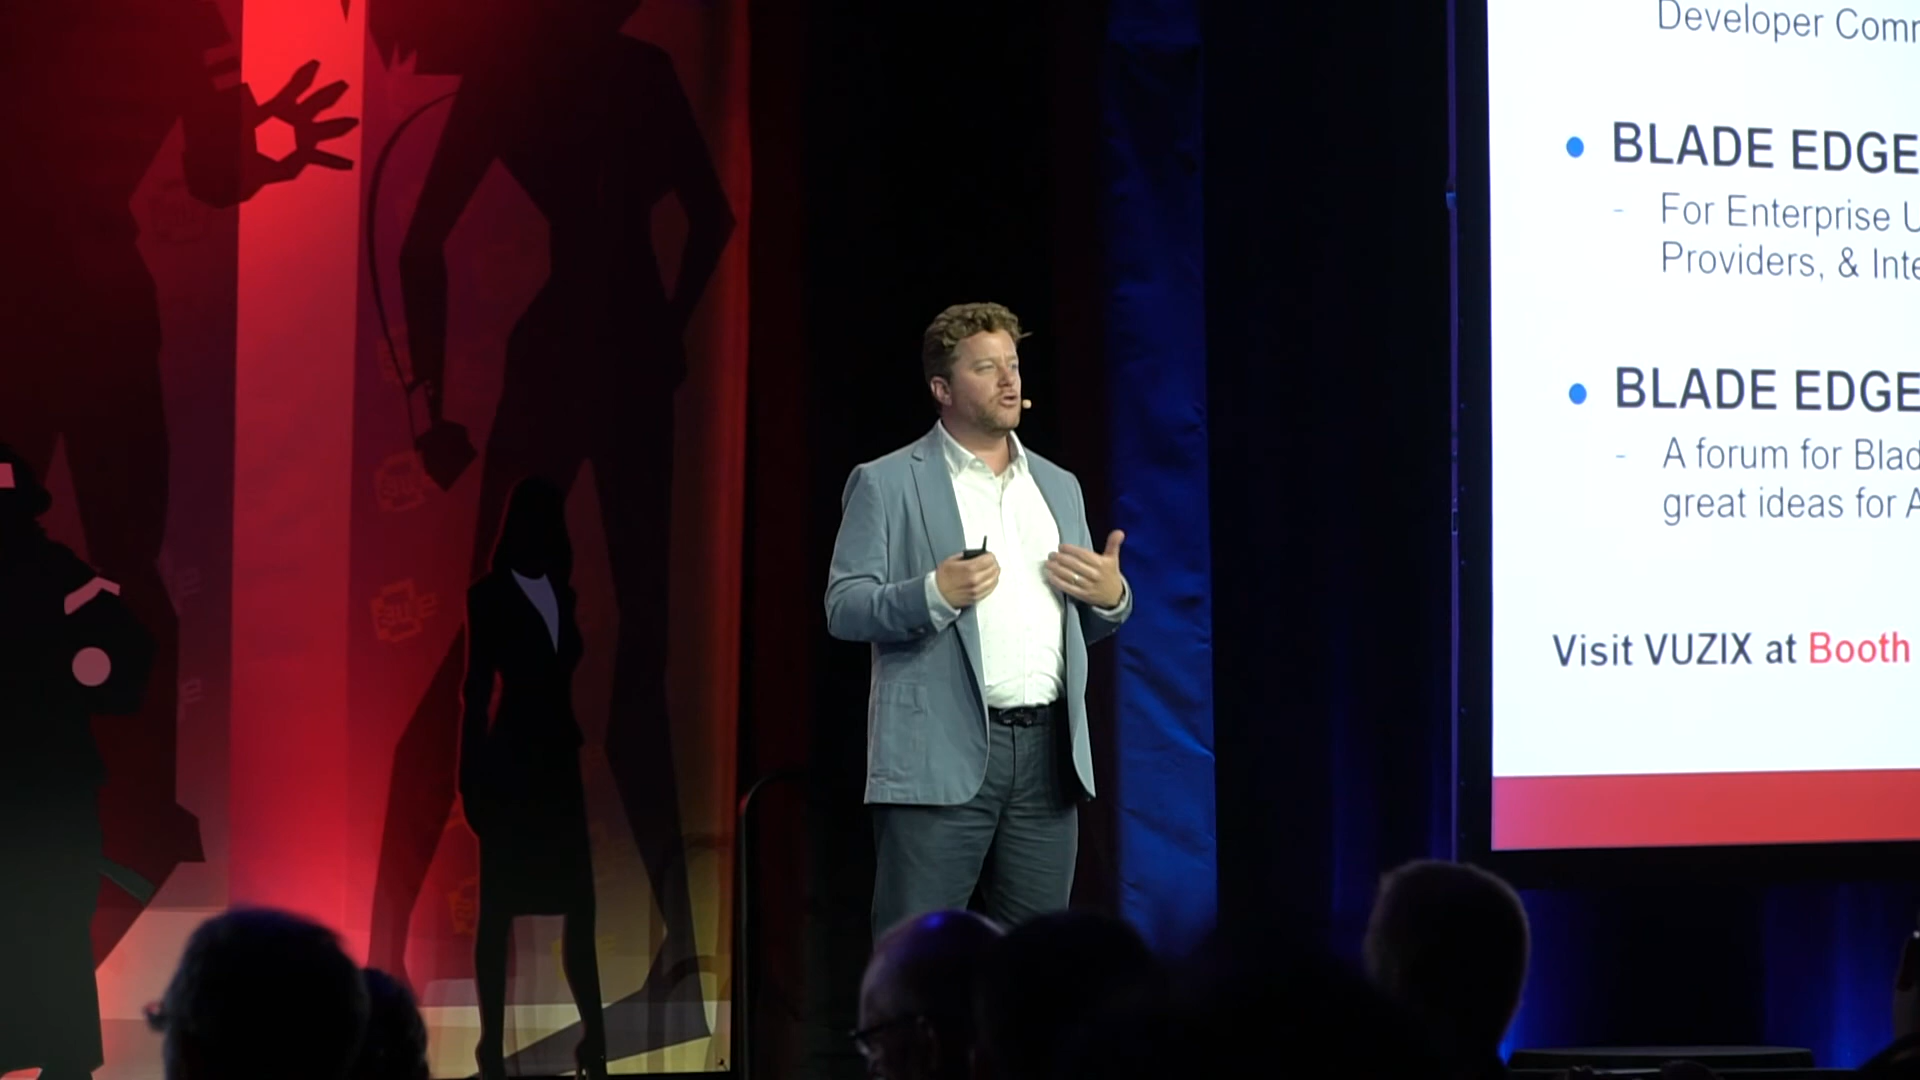 Developer Comm
BLADE EDGE
- For Enterprise U
Providers, & Inte
BLADE EDGE
- A forum for Blad
great ideas for A
Visit VUZIX at Booth